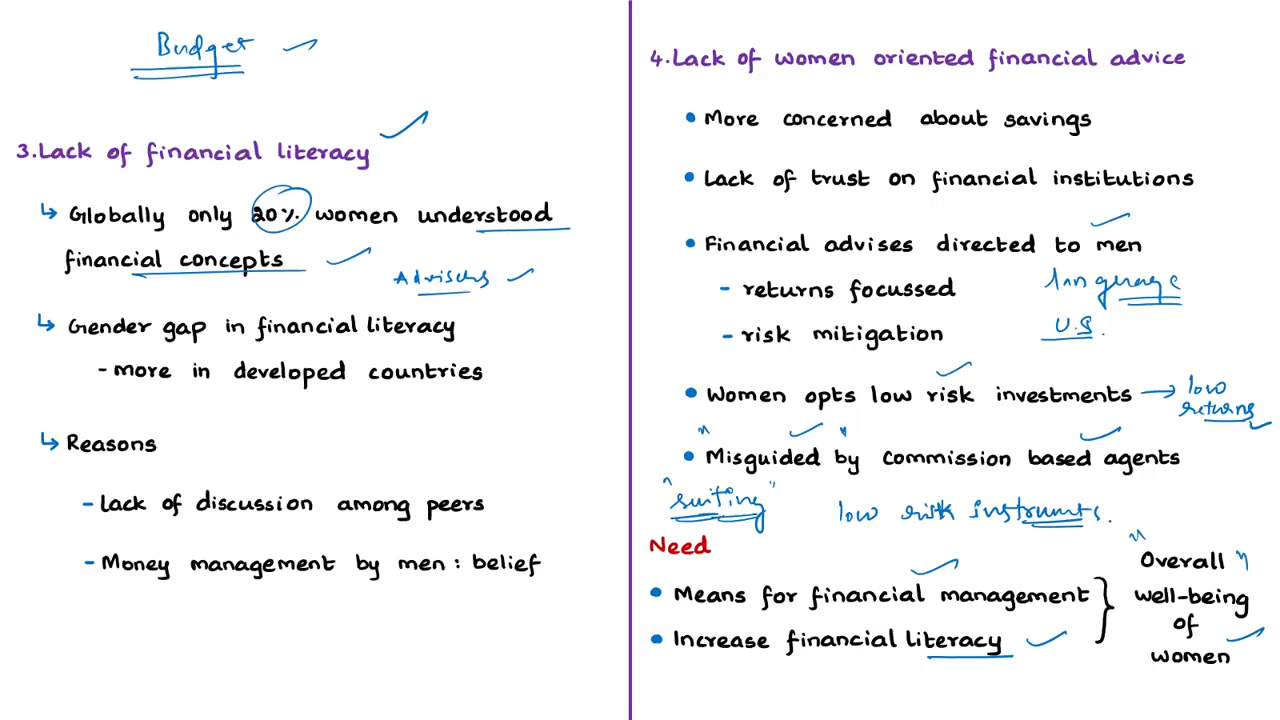 Budget
3.Lack of financial literacy
↳ Globally only 20% women understood
financial concepts
Advisers
↳ Gender gap in financial literacy
- more in developed countries
↳ Reasons
- Lack of discussion among peers
- Money management by men : belief
4.Lack of women oriented financial advice
• More concerned about savings
• Lack of trust on financial institutions
• Financial advises directed to men
- returns focussed
language
- risk mitigation
U.S.
• Women opts low risk investments → low
returns
• "Misguided" by commission based agents
"suiting"
low risk instruments.
Need
• Means for financial management
• Increase financial literacy
"Overall"
well-being
of
women